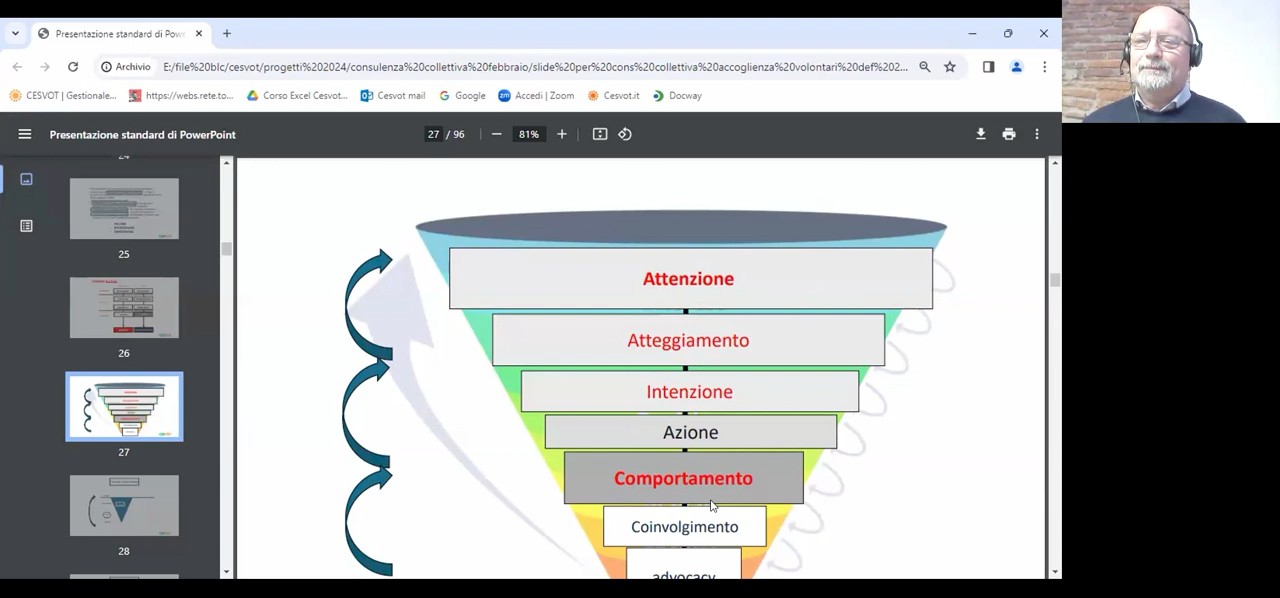 Presentazione standard di Pow
Archivio
E:/file%20blc/cesvot/progetti%202024/consulenza%20collettiva%20febbraio/slide%20per%20cons%20collettiva%20accoglienza%20volontari%20def%202...
CESVOT | Gestionale...
https://webs.rete.to...
Corso Excel Cesvot...
Cesvot mail
Google
Accedi | Zoom
Cesvot.it
Docway
Presentazione standard di PowerPoint
27 / 96
81%
25
26
27
28
Attenzione
Atteggiamento
Intenzione
Azione
Comportamento
Coinvolgimento
advocacy